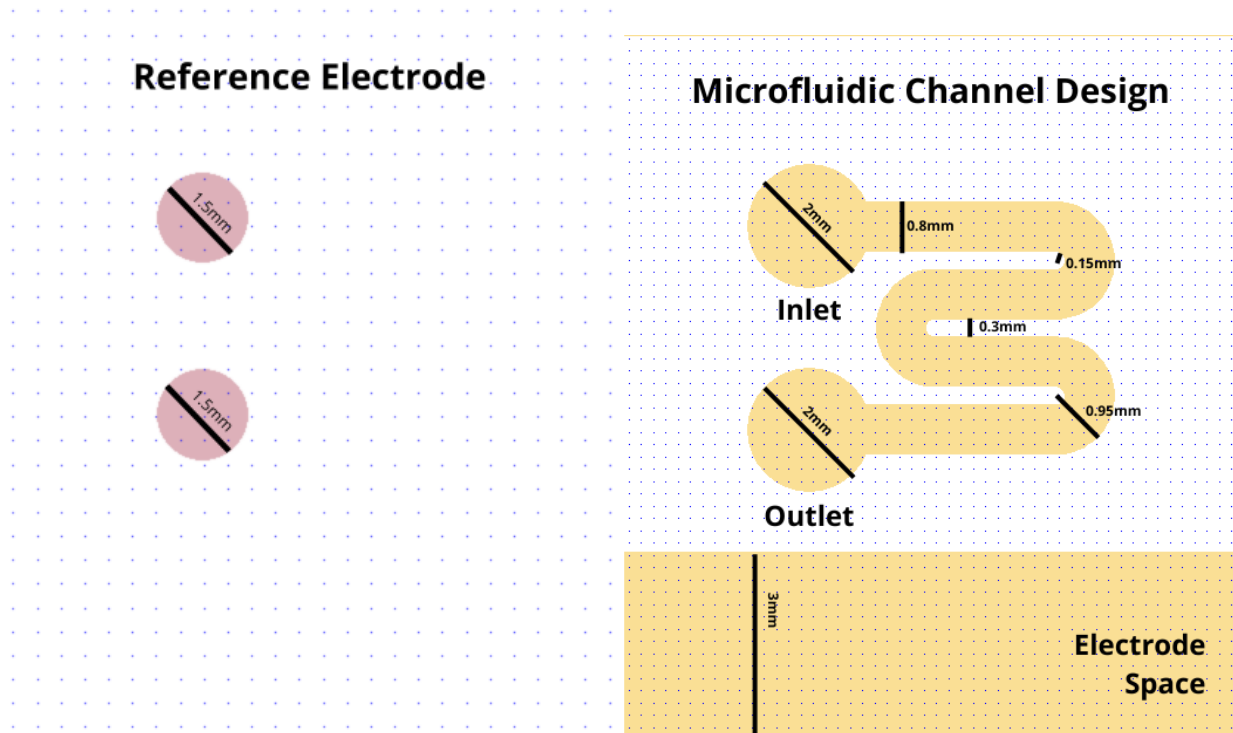 Reference Electrode
1.5mm
1.5mm
Microfluidic Channel Design
2mm
0.8mm
0.15mm
Inlet
0.3mm
2mm
0.95mm
Outlet
3mm
Electrode
Space